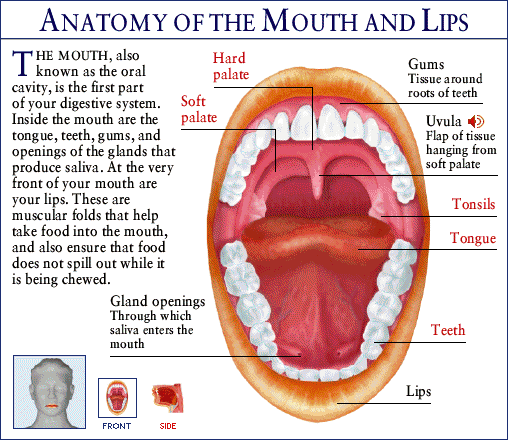 ANATOMY OF THE MOUTH AND LIPS
THE MOUTH, also
known as the oral
cavity, is the first part
of your digestive system.
Inside the mouth are the
tongue, teeth, gums, and
openings of the glands that
produce saliva. At the very
front of your mouth are
your lips. These are
muscular folds that help
take food into the mouth,
and also ensure that food
does not spill out while it
is being chewed.
Hard
palate
Soft
palate
Gums
Tissue around
roots of teeth
Uvula
Flap of tissue
hanging from
soft palate
Tonsils
Tongue
Gland openings
Through which
saliva enters the
mouth
Teeth
Lips
FRONT
SIDE